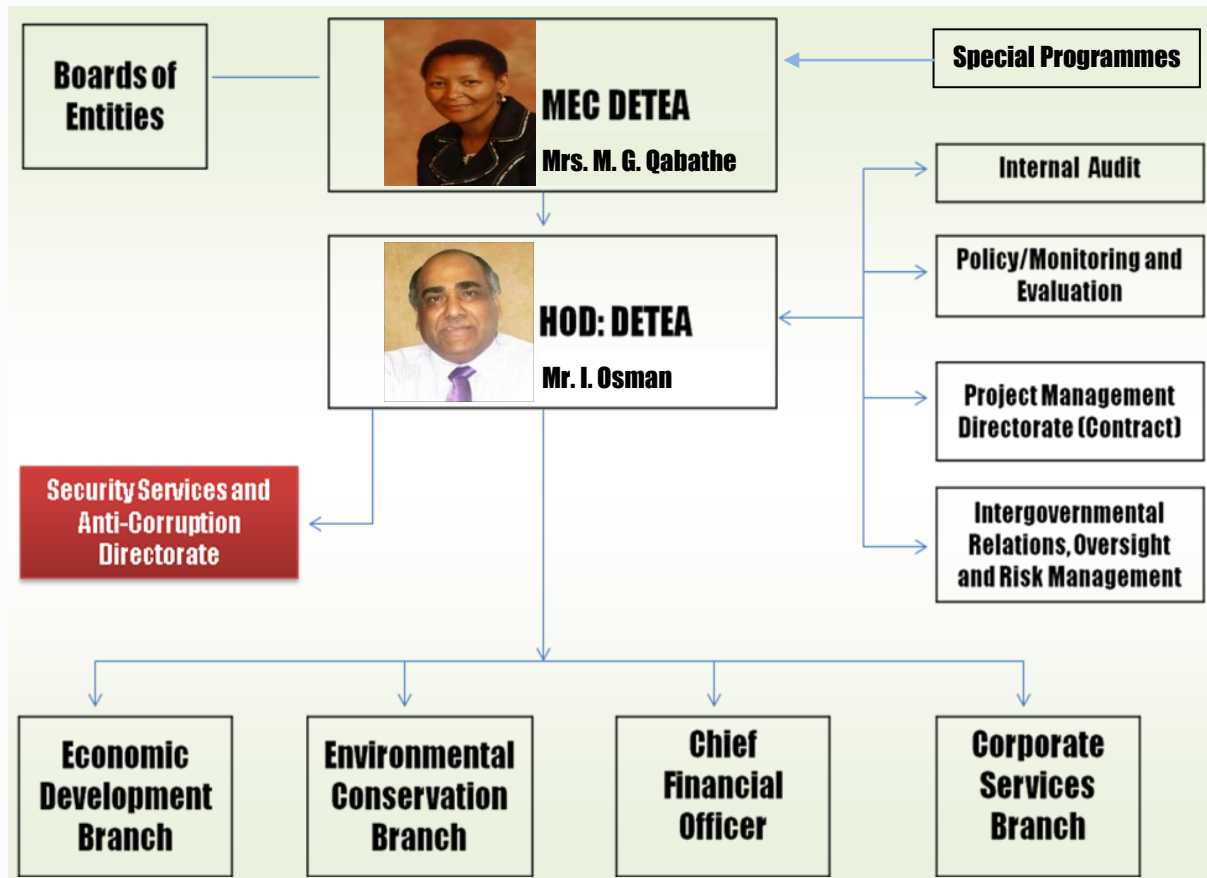 Boards of
Entities
MEC DETEA
Mrs. M. G. Qabathe
Special Programmes
Internal Audit
Policy/Monitoring and
Evaluation
HOD: DETEA
Mr. I. Osman
Project Management
Directorate (Contract)
Security Services and
Anti-Corruption
Directorate
Intergovernmental
Relations, Oversight
and Risk Management
Economic
Development
Branch
Environmental
Conservation
Branch
Chief
Financial
Officer
Corporate
Services
Branch